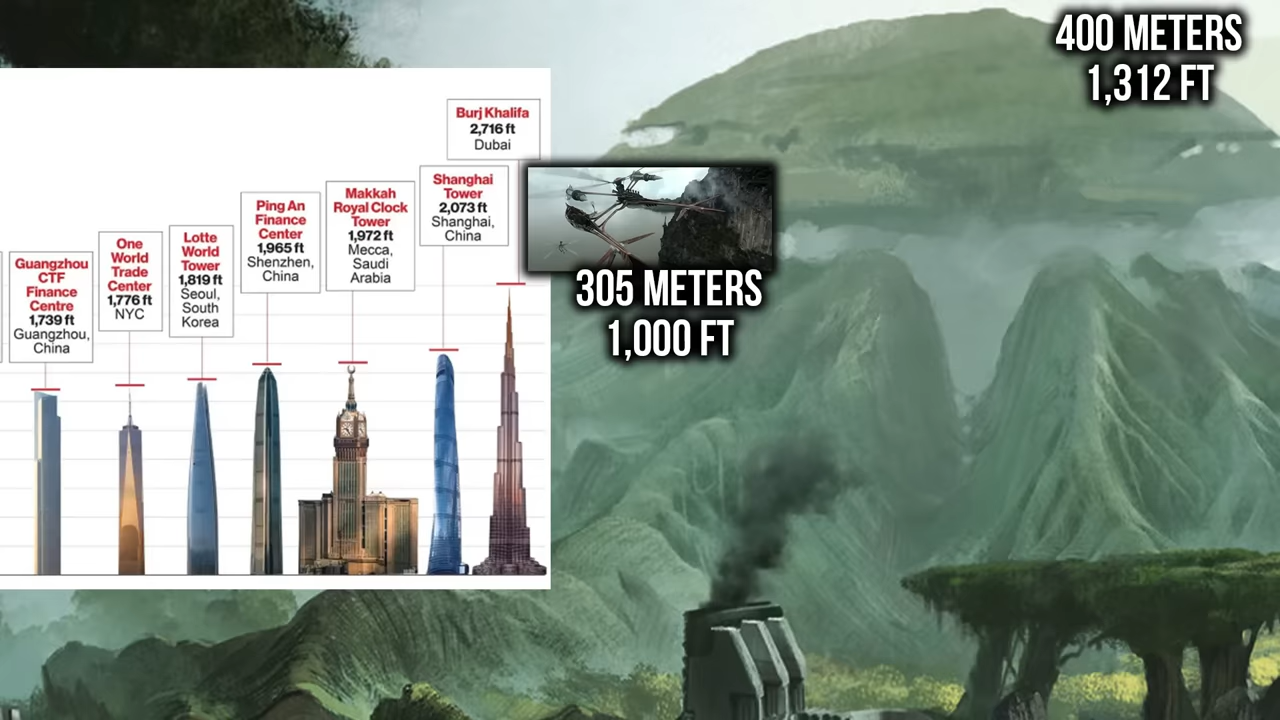 400 METERS
1,312 FT
Burj Khalifa
2,716 ft
Dubai
Shanghai
Tower
2,073 ft
Shanghai,
China
Makkah
Royal Clock
Tower
1,972 ft
Mecca,
Saudi
Arabia
Ping An
Finance
Center
1,965 ft
Shenzhen,
China
Lotte
World
Tower
1,819 ft
Seoul,
South
Korea
One
World
Trade
Center
1,776 ft
NYC
Guangzhou
CTF
Finance
Centre
1,739 ft
Guangzhou,
China
305 METERS
1,000 FT